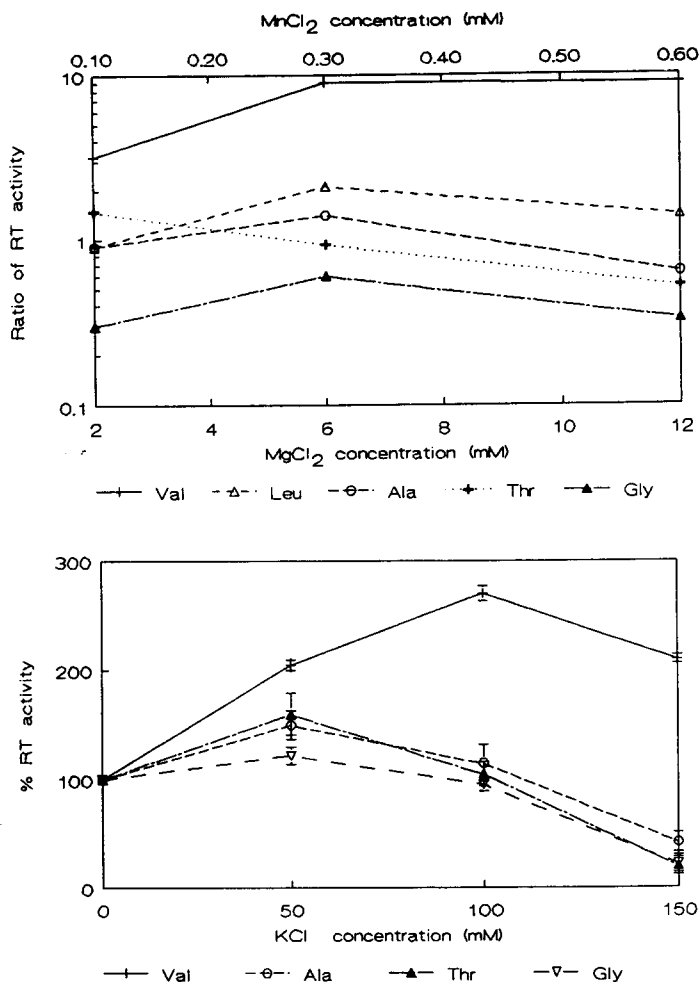 MnCl2 concentration (mM)
0.10 0.20 0.30 0.40 0.50 0.60
10
1
0.1
Ratio of RT activity
2 4 6 8 10 12
MgCl2 concentration (mM)
Val Leu Ala Thr Gly
300
200
100
0
% RT activity
0 50 100 150
KCl concentration (mM)
Val Ala Thr Gly